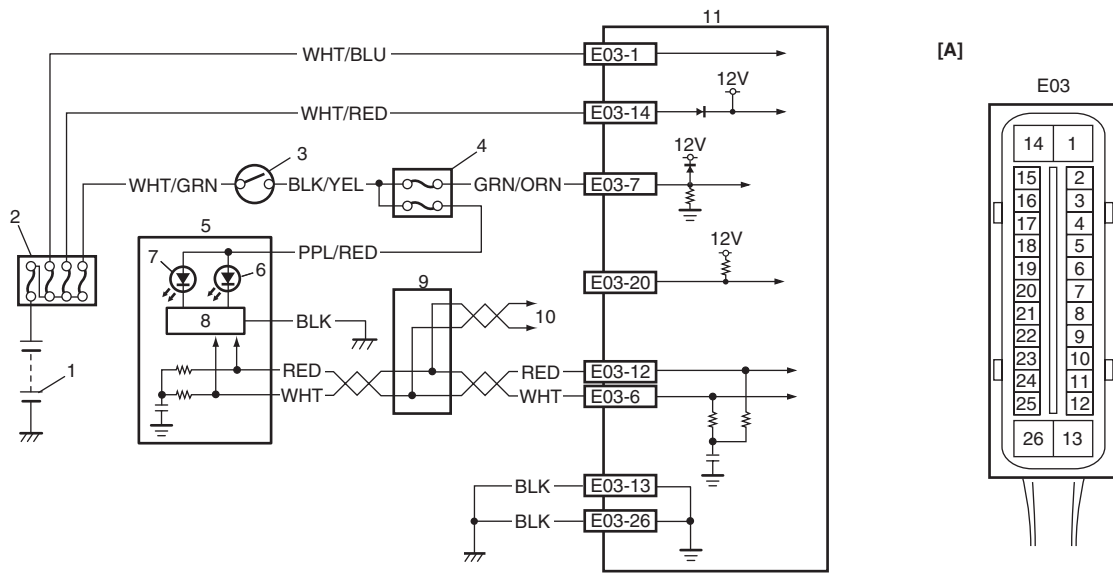 11
WHT/BLU E03-1
[A]
12V
E03
WHT/RED E03-14
3 4 12V
14 1
WHT/GRN BLK/YEL GRN/ORN E03-7
15 2
16 3
2 5 17 4
PPL/RED 12V
18 5
7 6 9 19 6
E03-20
20 7
8 BLK 10 21 8
22 9
1 RED RED E03-12 23 10
WHT WHT E03-6 24 11
25 12
26 13
BLK E03-13
BLK E03-26